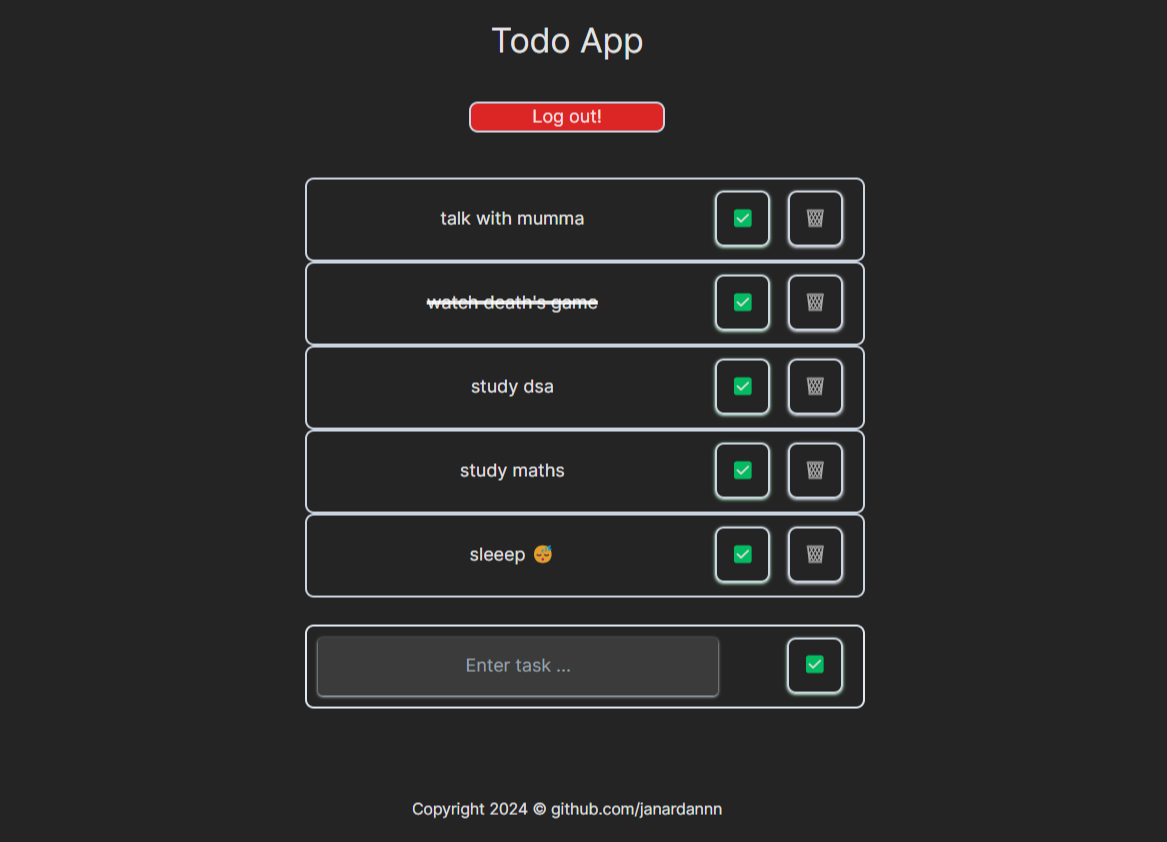 Todo App
Log out!
talk with mumma
watch death's game
study dsa
study maths
sleeep 😴
Enter task ...
Copyright 2024 © github.com/janardannn